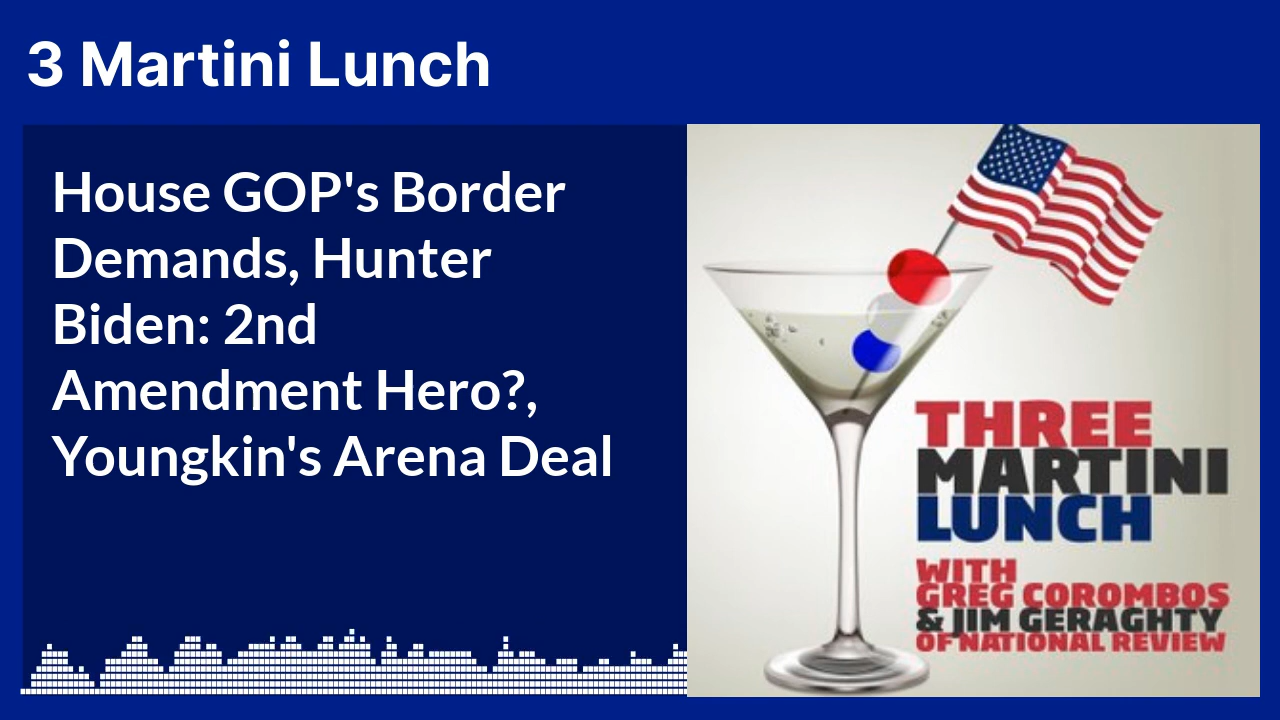 3 Martini Lunch
House GOP's Border
Demands, Hunter
Biden: 2nd
Amendment Hero?,
Youngkin's Arena Deal
THREE
MARTINI
LUNCH
WITH
GREG COROMBOS
& JIM GERAGHTY
OF NATIONAL REVIEW